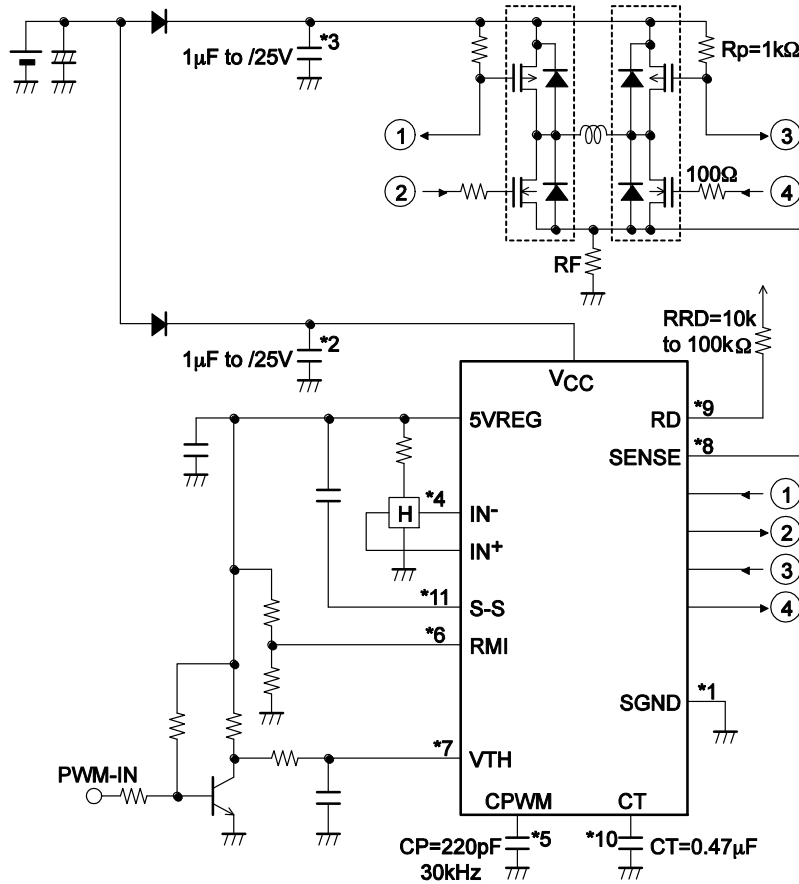 *3
1µF to /25V
Rp=1kΩ
1
3
2
100Ω
4
RF
RRD=10k
to 100kΩ
*2
1µF to /25V
VCC
*9
5VREG
RD
*8
SENSE
*4
H
IN-
1
IN+
2
3
*11
S-S
4
*6
RMI
*1
SGND
*7
VTH
PWM-IN
CPWM
CT
CP=220pF
*5
*10
CT=0.47µF
30kHz